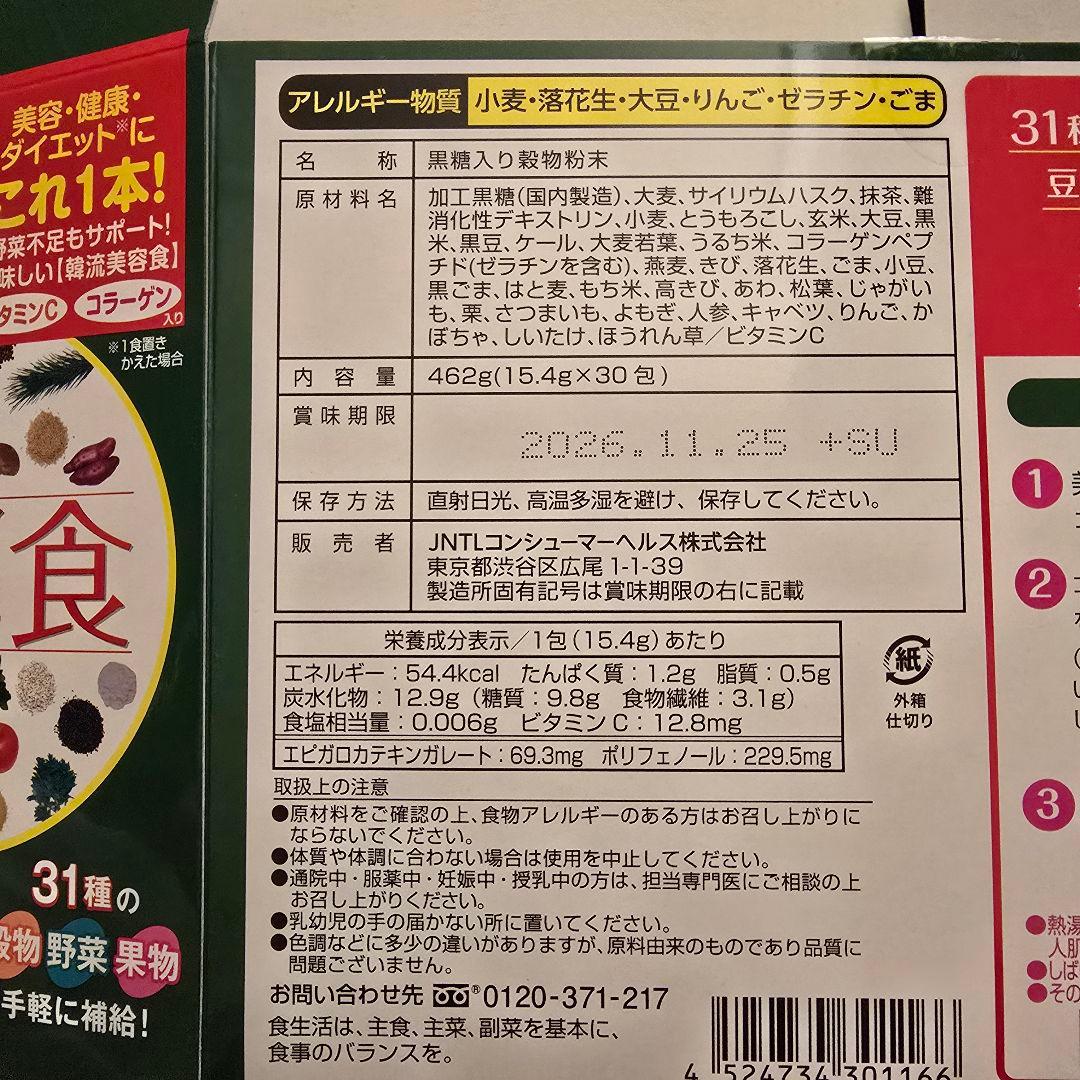 美容・健康・
ダイエット※に
これ1本!
野菜不足もサポート!
味しい【韓流美容食】
タミンC
コラーゲン
入り
※1食置き
かえた場合
食
31種の
穀物 野菜 果物
手軽に補給!
アレルギー物質 小麦・落花生・大豆・りんご・ゼラチン・ごま
名称 黒糖入り穀物粉末
原材料名 加工黒糖(国内製造)、大麦、サイリウムハスク、抹茶、難
消化性デキストリン、小麦、とうもろこし、玄米、大豆、黒
米、黒豆、ケール、大麦若葉、うるち米、コラーゲンペプ
チド(ゼラチンを含む)、燕麦、きび、落花生、ごま、小豆、
黒ごま、はと麦、もち米、高きび、あわ、松葉、じゃがい
も、栗、さつまいも、よもぎ、人参、キャベツ、りんご、か
ぼちゃ、しいたけ、ほうれん草/ビタミンC
内容量 462g(15.4g×30包)
賞味期限 2026.11.25 +SU
保存方法 直射日光、高温多湿を避け、保存してください。
販売者 JNTLコンシューマーヘルス株式会社
東京都渋谷区広尾1-1-39
製造所固有記号は賞味期限の右に記載
栄養成分表示/1包(15.4g)あたり
エネルギー:54.4kcal たんぱく質:1.2g 脂質:0.5g
炭水化物:12.9g(糖質:9.8g 食物繊維:3.1g)
食塩相当量:0.006g ビタミンC:12.8mg
エピガロカテキンガレート:69.3mg ポリフェノール:229.5mg
紙
外箱
仕切り
取扱上の注意
●原材料をご確認の上、食物アレルギーのある方はお召し上がりに
ならないでください。
●体質や体調に合わない場合は使用を中止してください。
●通院中・服薬中・妊娠中・授乳中の方は、担当専門医にご相談の上
お召し上がりください。
●乳幼児の手の届かない所に置いてください。
●色調などに多少の違いがありますが、原料由来のものであり品質に
問題ございません。
お問い合わせ先 ®0120-371-217
食生活は、主食、主菜、副菜を基本に、
食事のバランスを。
4 524734 301166
31種
豆
1
2
3
●熱湯
人肌
●しば
●その